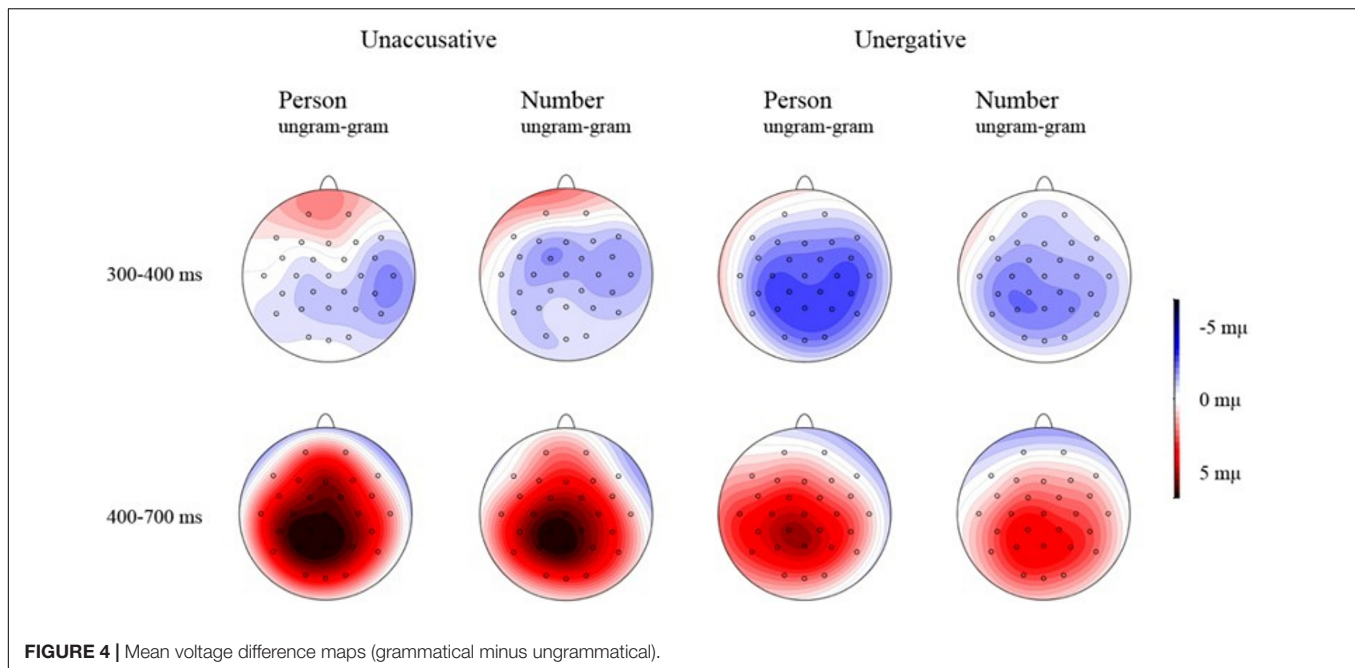 Unaccusative Unergative
Person Number Person Number
ungram-gram ungram-gram ungram-gram ungram-gram
300-400 ms
-5 mμ
0 mμ
5 mμ
400-700 ms
FIGURE 4 | Mean voltage difference maps (grammatical minus ungrammatical).